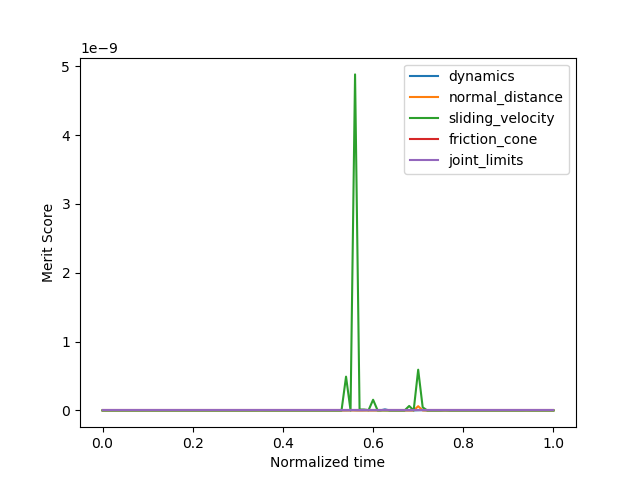 1e−9
5
4
3
2
1
0
Merit Score
0.0 0.2 0.4 0.6 0.8 1.0
Normalized time
dynamics
normal_distance
sliding_velocity
friction_cone
joint_limits